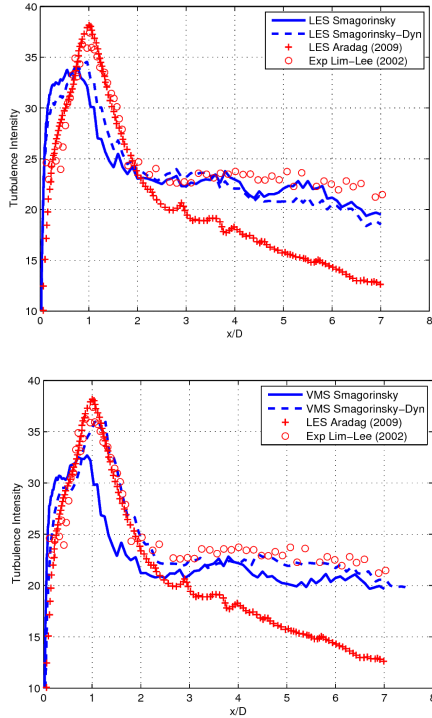 40
35
30
25
20
15
10
Turbulence Intensity
LES Smagorinsky
LES Smagorinsky−Dyn
LES Aradag (2009)
Exp Lim−Lee (2002)
0 1 2 3 4 5 6 7 8
x/D
40
35
30
25
20
15
10
Turbulence Intensity
VMS Smagorinsky
VMS Smagorinsky−Dyn
LES Aradag (2009)
Exp Lim−Lee (2002)
0 1 2 3 4 5 6 7 8
x/D